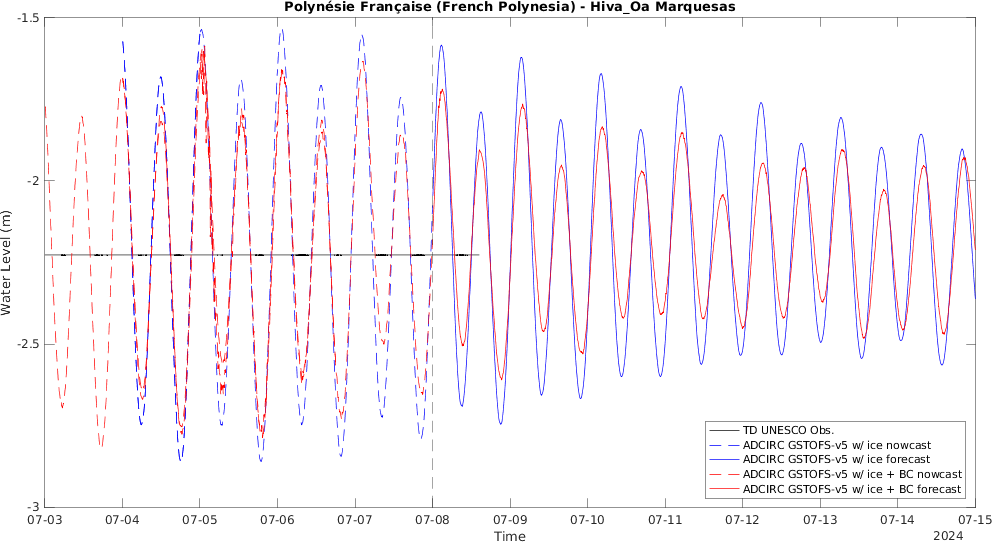 Polynésie Française (French Polynesia) - Hiva_Oa Marquesas
-1.5
-2
-2.5
-3
Water Level (m)
TD UNESCO Obs.
ADCIRC GSTOFS-v5 w/ ice nowcast
ADCIRC GSTOFS-v5 w/ ice forecast
ADCIRC GSTOFS-v5 w/ ice + BC nowcast
ADCIRC GSTOFS-v5 w/ ice + BC forecast
07-03 07-04 07-05 07-06 07-07 07-08 07-09 07-10 07-11 07-12 07-13 07-14 07-15
Time
2024